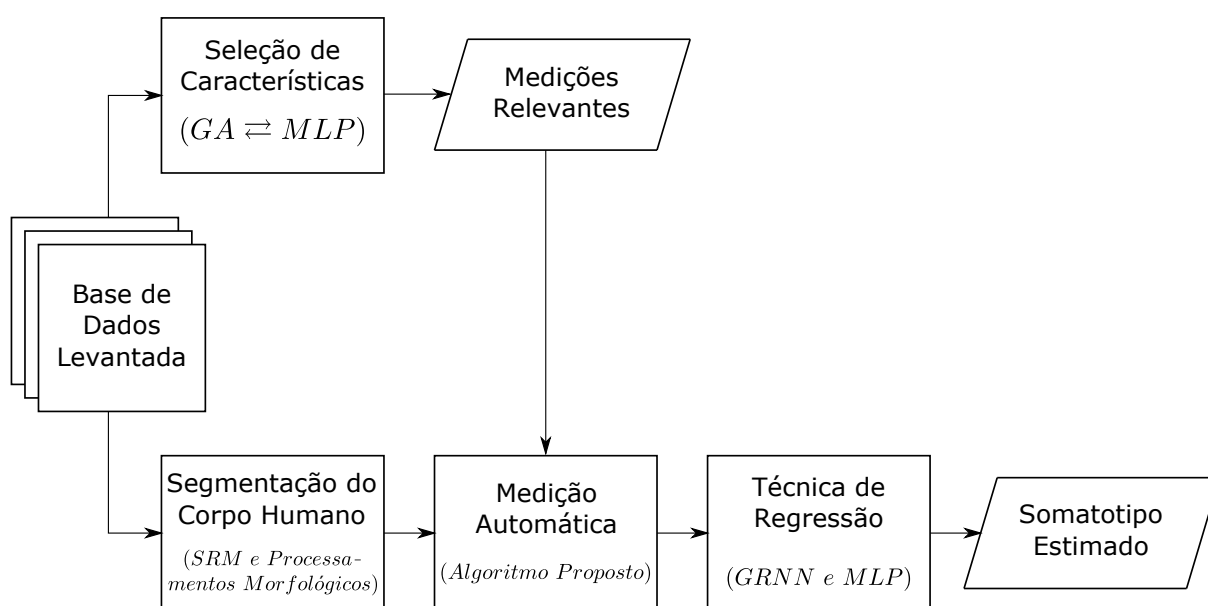 Seleção de
Características
(GA ⇄ MLP)
Medições
Relevantes
Base de
Dados
Levantada
Segmentação do
Corpo Humano
(SRM e Processa-
mentos Morfológicos)
Medição
Automática
(Algoritmo Proposto)
Técnica de
Regressão
(GRNN e MLP)
Somatotipo
Estimado